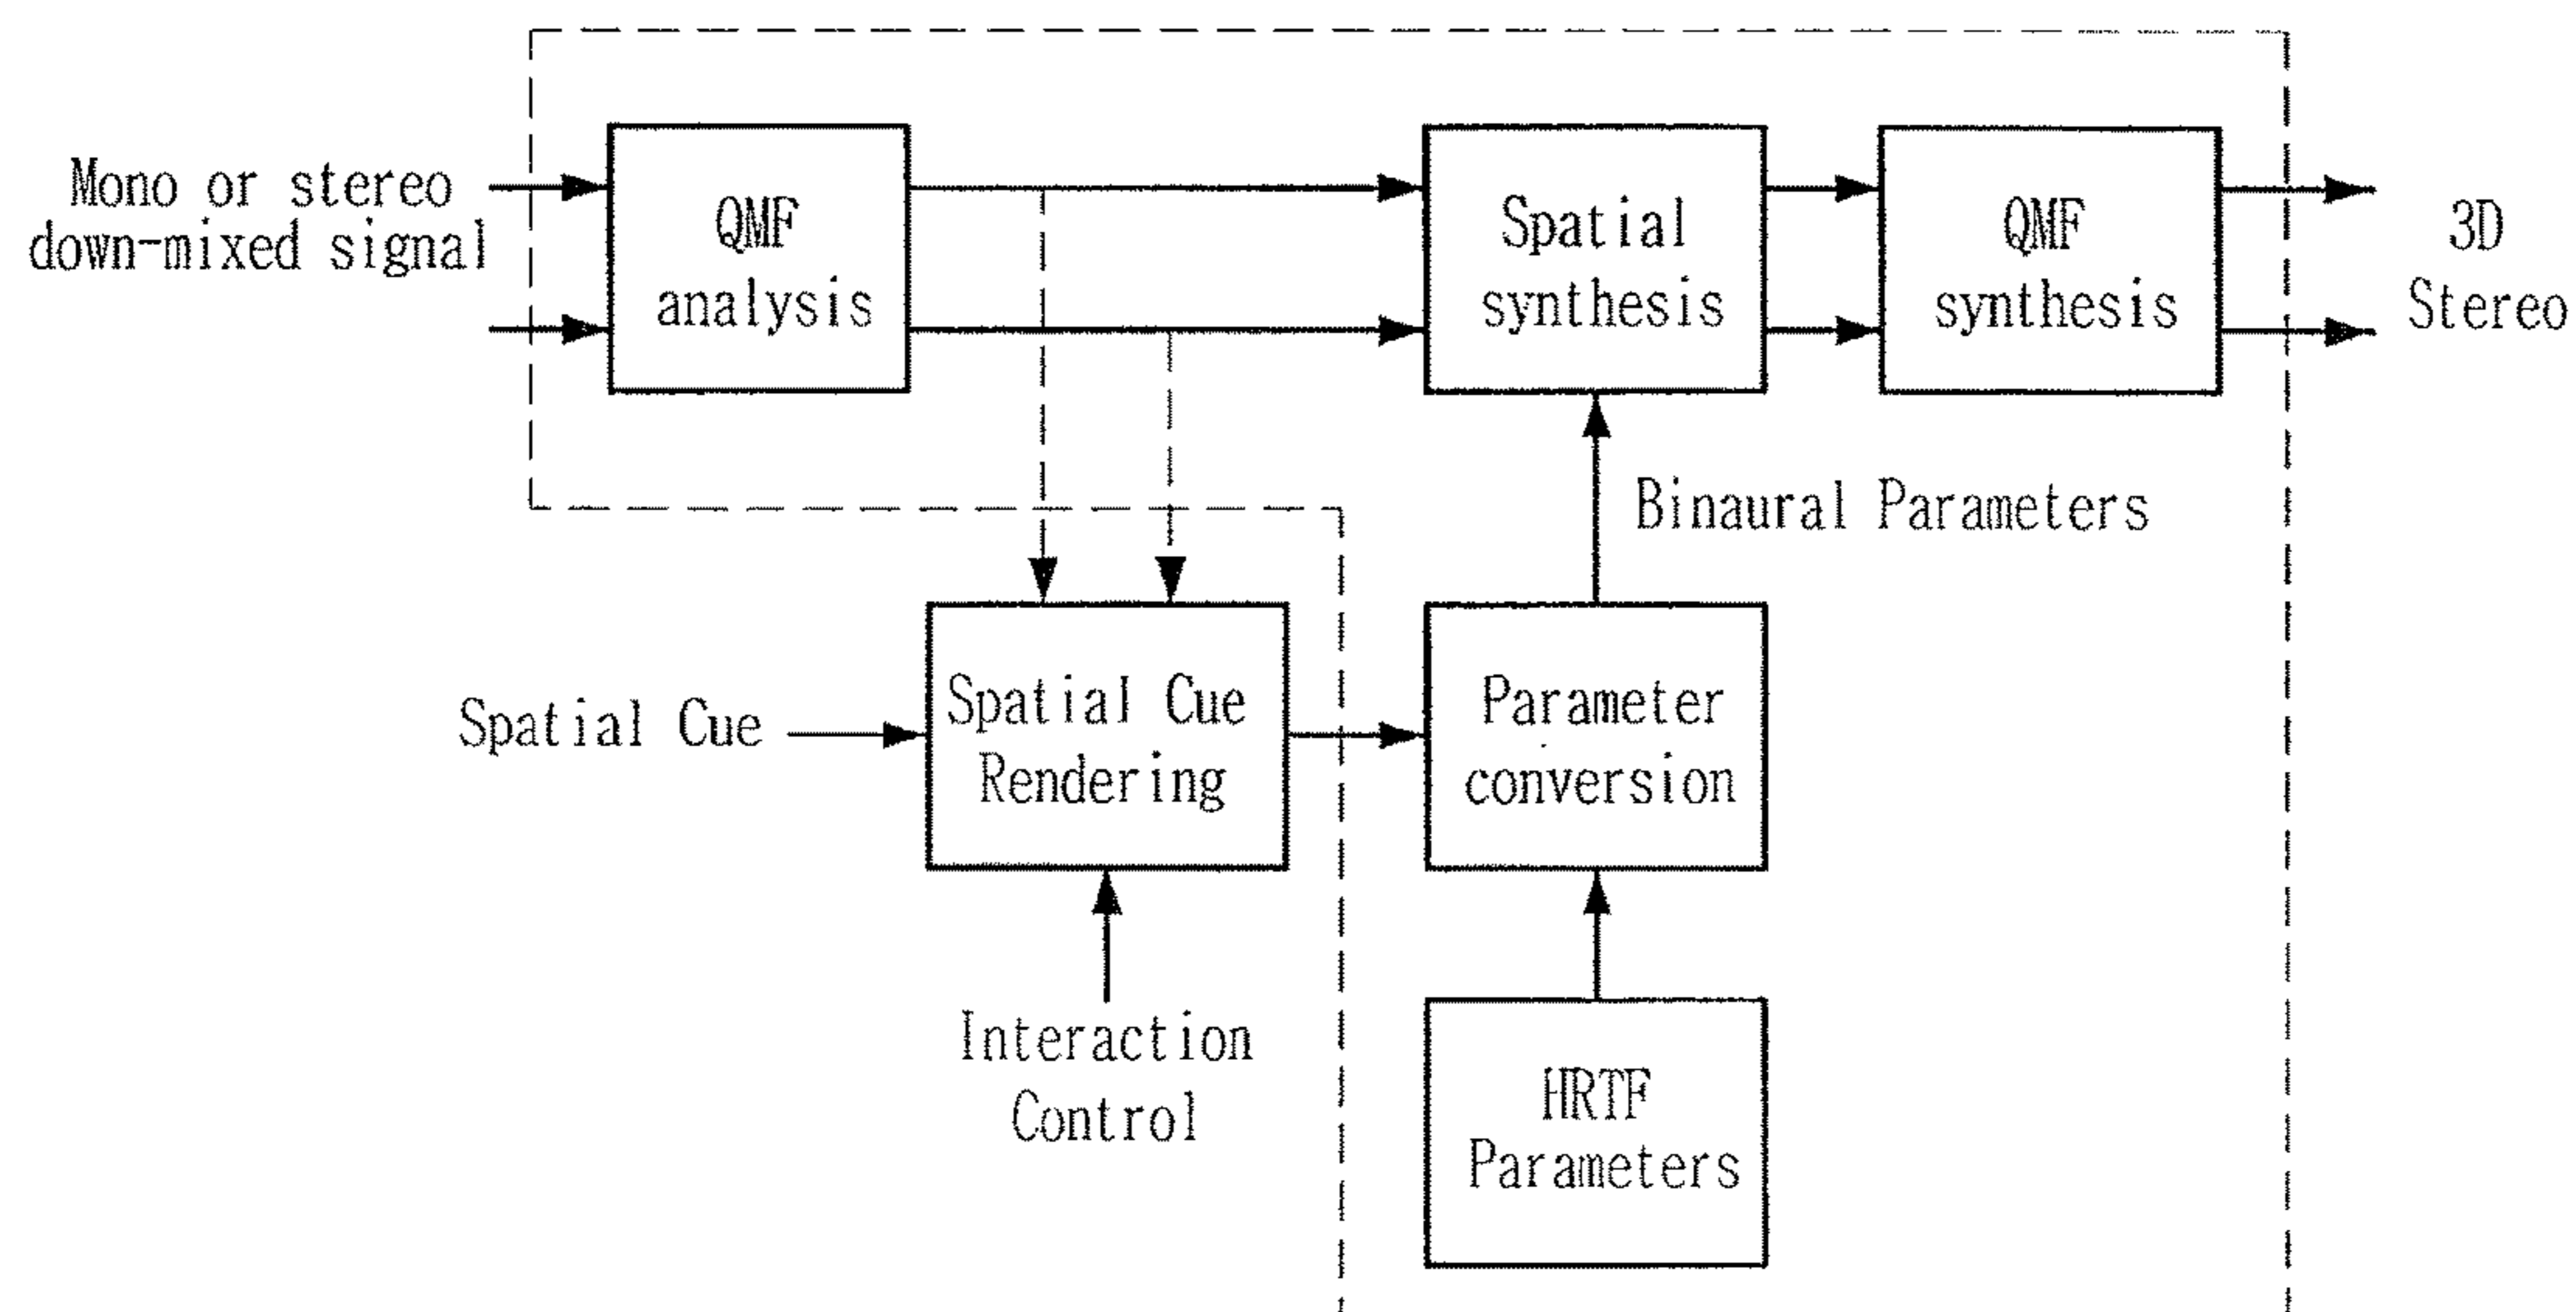 Mono or stereo
down-mixed signal
QMF
analysis
Spatial
synthesis
QMF
synthesis
3D
Stereo
Binaural Parameters
Spatial Cue
Spatial Cue
Rendering
Parameter
conversion
Interaction
Control
HRTF
Parameters